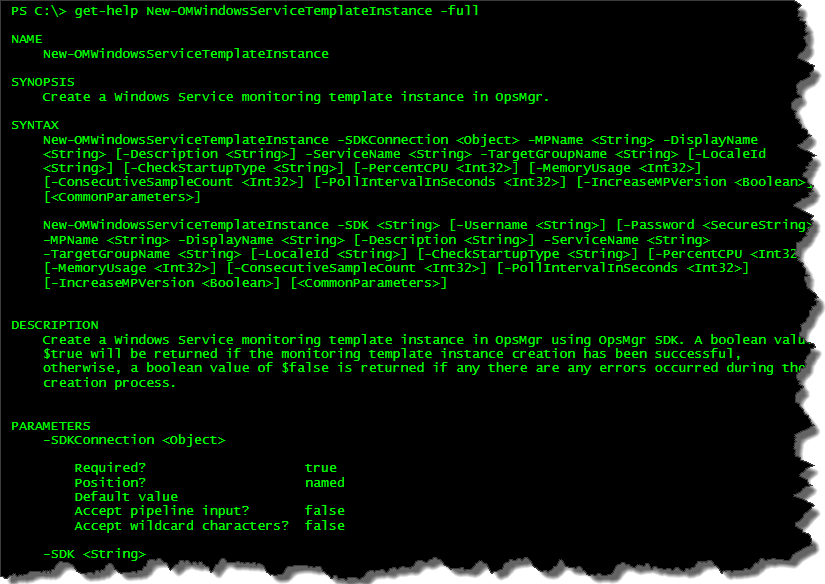 PS C:\> get-help New-OMWindowsServiceTemplateInstance -full
NAME
New-OMWindowsServiceTemplateInstance
SYNOPSIS
Create a Windows Service monitoring template instance in OpsMgr.
SYNTAX
New-OMWindowsServiceTemplateInstance -SDKConnection <Object> -MPName <String> -DisplayName
<String> [-Description <String>] -ServiceName <String> -TargetGroupName <String> [-LocaleId
<String>] [-CheckStartupType <String>] [-PercentCPU <Int32>] [-MemoryUsage <Int32>]
[-ConsecutiveSampleCount <Int32>] [-PollIntervalInSeconds <Int32>] [-IncreaseMPVersion <Boolean>]
[<CommonParameters>]
New-OMWindowsServiceTemplateInstance -SDK <String> [-Username <String>] [-Password <SecureString>
-MPName <String> -DisplayName <String> [-Description <String>] -ServiceName <String>
-TargetGroupName <String> [-LocaleId <String>] [-CheckStartupType <String>] [-PercentCPU <Int32
[-MemoryUsage <Int32>] [-ConsecutiveSampleCount <Int32>] [-PollIntervalInSeconds <Int32>]
[-IncreaseMPVersion <Boolean>] [<CommonParameters>]
DESCRIPTION
Create a Windows Service monitoring template instance in OpsMgr using OpsMgr SDK. A boolean valu
$true will be returned if the monitoring template instance creation has been successful,
otherwise, a boolean value of $false is returned if any there are any errors occurred during the
creation process.
PARAMETERS
-SDKConnection <Object>
Required? true
Position? named
Default value
Accept pipeline input? false
Accept wildcard characters? false
-SDK <String>